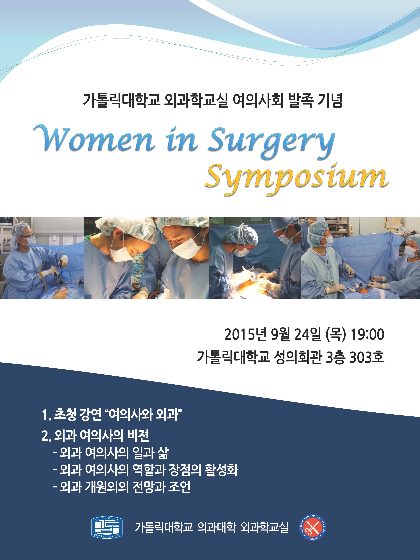 가톨릭대학교 외과학교실 여의사회 발족 기념
Women in Surgery
Symposium
2015년 9월 24일 (목) 19:00
가톨릭대학교 성의회관 3층 303호
1. 초청 강연 "여의사와 외과"
2. 외과 여의사의 비전
- 외과 여의사의 일과 삶
- 외과 여의사의 역할과 장점의 활성화
- 외과 개원의의 전망과 조언
가톨릭대학교 의과대학 외과학교실